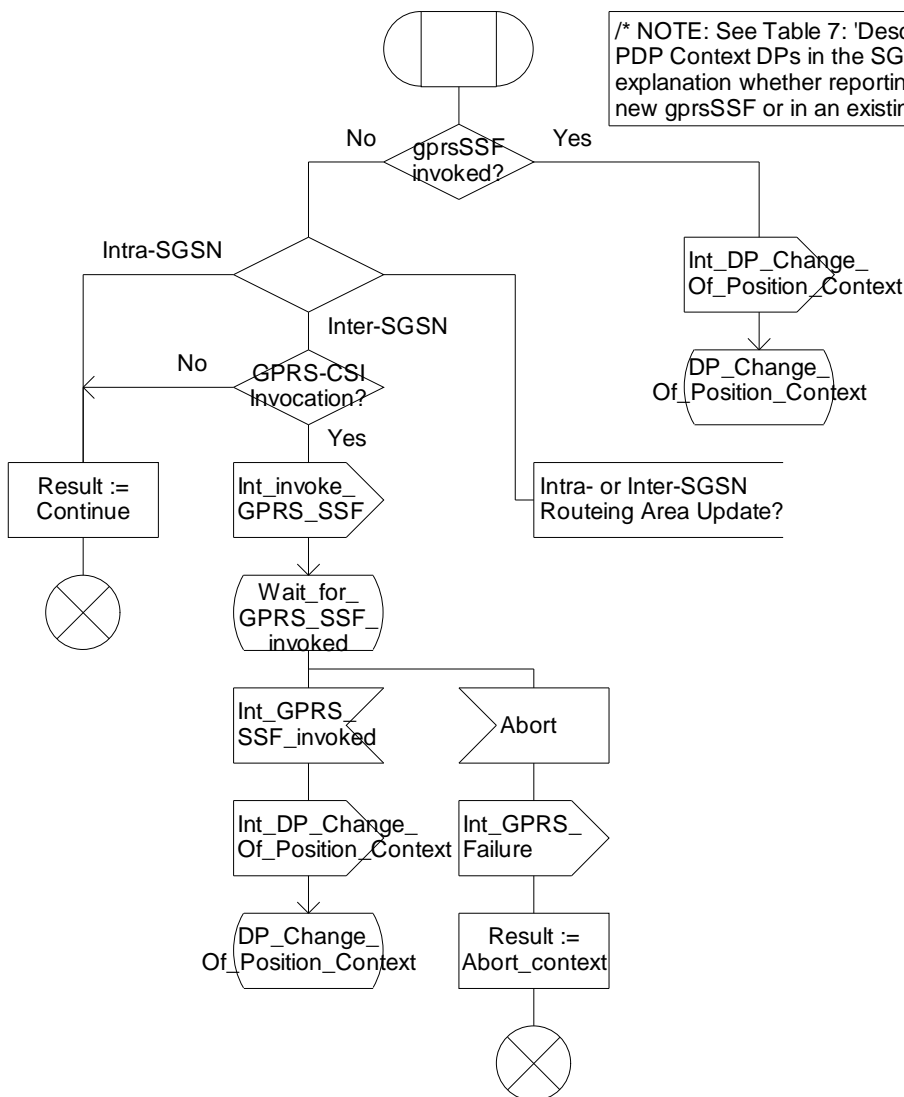 /* NOTE: See Table 7: 'Desc
PDP Context DPs in the SG
explanation whether reportin
new gprsSSF or in an existin
No
gprsSSF
invoked?
Yes
Intra-SGSN
Int_DP_Change_
Of_Position_Context
Inter-SGSN
No
GPRS-CSI
Invocation?
DP_Change_
Of_Position_Context
Yes
Result :=
Continue
Int_invoke_
GPRS_SSF
Intra- or Inter-SGSN
Routeing Area Update?
Wait_for_
GPRS_SSF_
invoked
Int_GPRS_
SSF_invoked
Abort
Int_DP_Change_
Of_Position_Context
Int_GPRS_
Failure
DP_Change_
Of_Position_Context
Result :=
Abort_context